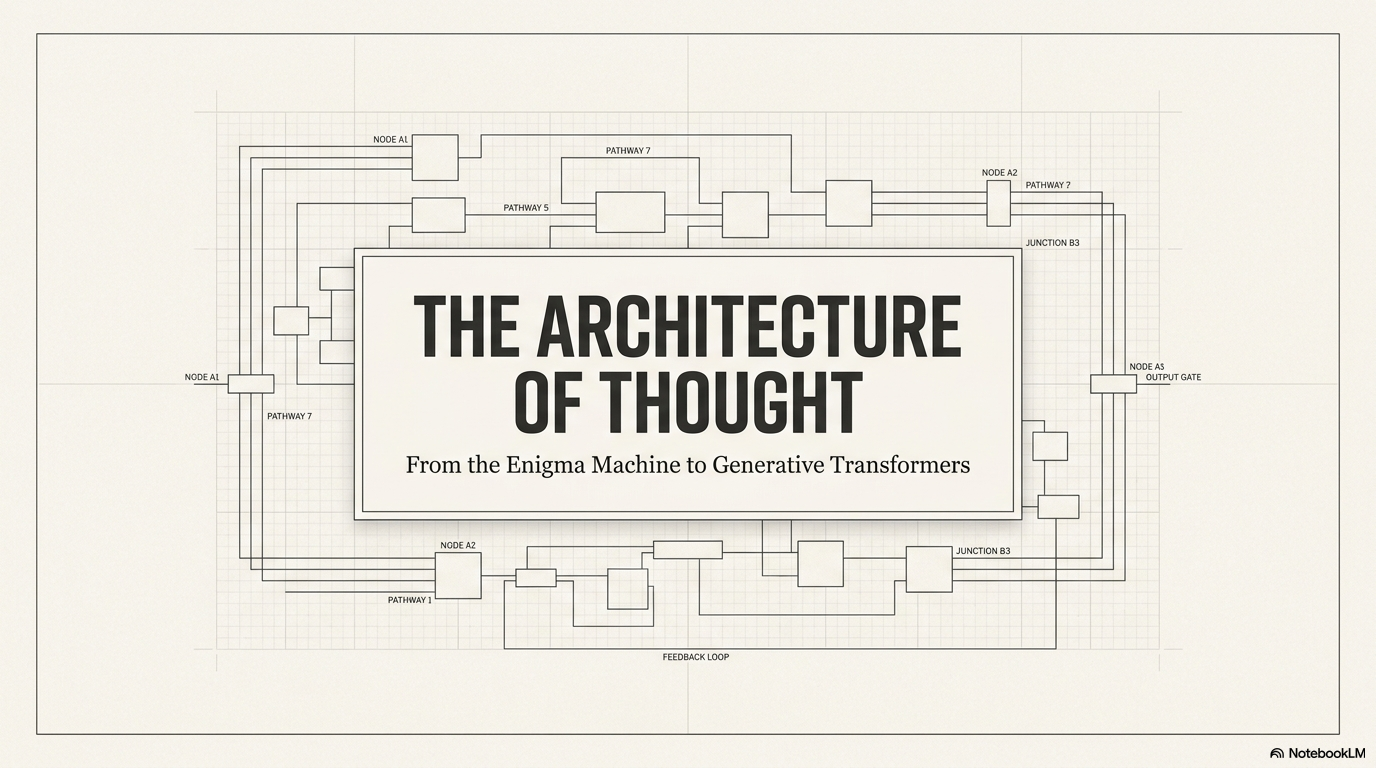 NODE A1
PATHWAY 7
NODE A2
PATHWAY 7
PATHWAY 5
JUNCTION B3
THE ARCHITECTURE
OF THOUGHT
From the Enigma Machine to Generative Transformers
NODE A1
NODE A3
OUTPUT GATE
PATHWAY 7
NODE A2
JUNCTION B3
PATHWAY 1
FEEDBACK LOOP
NotebookLM